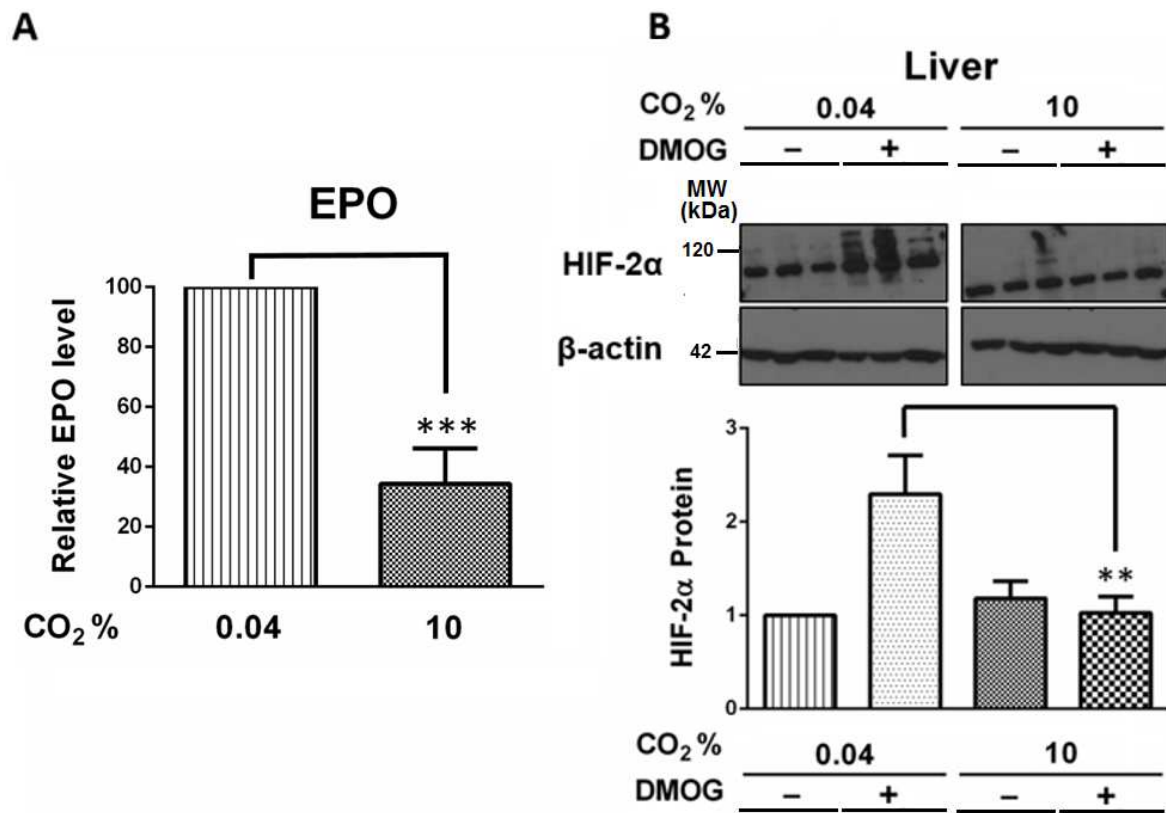 A
EPO
Relative EPO level
100
80
60
40
20
0
***
CO2 % 0.04 10
B
Liver
CO2 % 0.04 10
DMOG – + – +
MW
(kDa)
HIF-2α 120
β-actin 42
HIF-2α Protein
3
2
1
0
**
CO2 % 0.04 10
DMOG – + – +